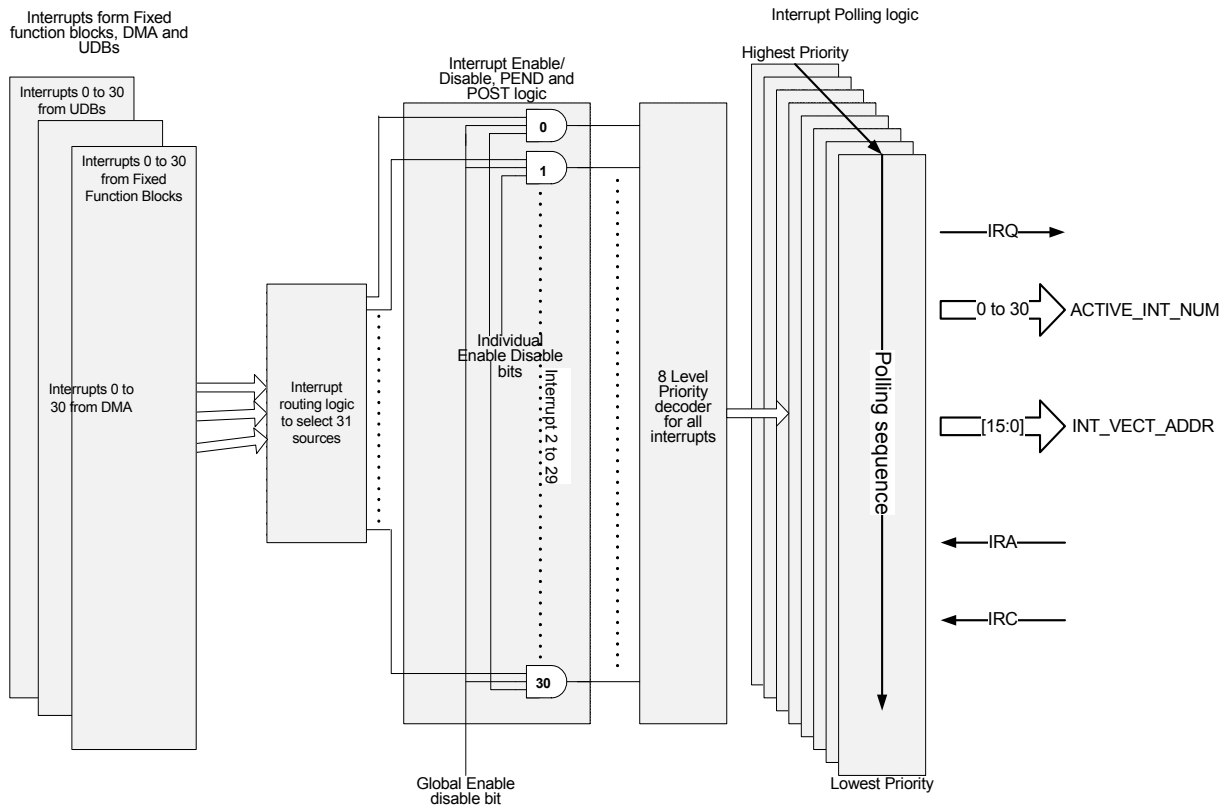 Interrupts form Fixed
function blocks, DMA and
UDBs
Interrupts 0 to 30
from UDBs
Interrupts 0 to 30
from Fixed
Function Blocks
Interrupts 0 to
30 from DMA
Interrupt
routing logic
to select 31
sources
Interrupt Enable/
Disable, PEND and
POST logic
0
1
Individual
Enable Disable
bits
Interrupt 2 to 29
30
Global Enable
disable bit
8 Level
Priority
decoder
for all
interrupts
Interrupt Polling logic
Highest Priority
Polling sequence
Lowest Priority
IRQ
0 to 30
ACTIVE_INT_NUM
[15:0]
INT_VECT_ADDR
IRA
IRC